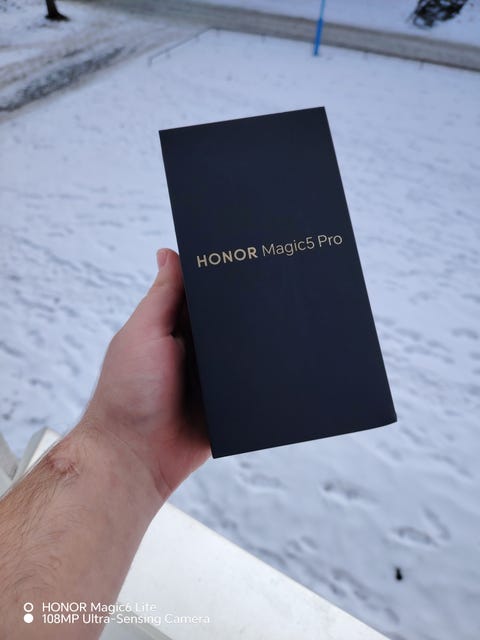 HONOR Magic5 Pro
HONOR Magic6 Lite
108MP Ultra-Sensing Camera